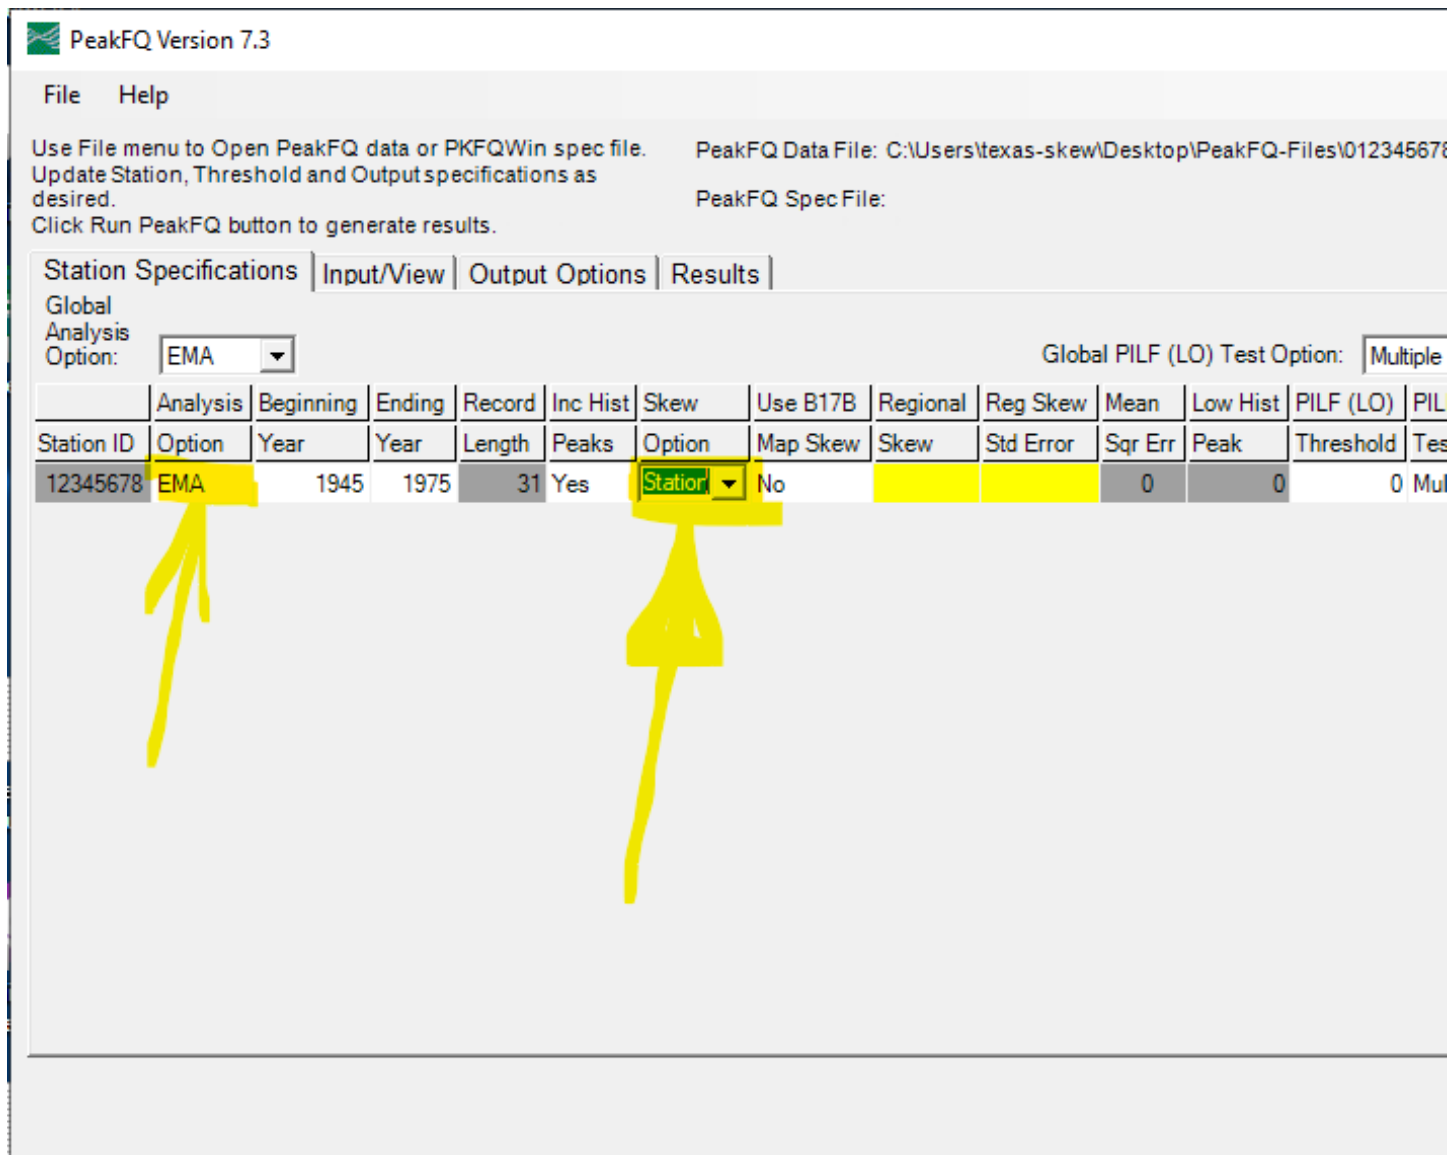 PeakFQ Version 7.3
File Help
Use File menu to Open PeakFQ data or PKFQWin spec file.
Update Station, Threshold and Output specifications as
desired.
Click Run PeakFQ button to generate results.
PeakFQ Data File: C:\Users\texas-skew\Desktop\PeakFQ-Files\012345678
PeakFQ Spec File:
Station Specifications Input/View Output Options Results
Global
Analysis
Option: EMA Global PILF (LO) Test Option: Multiple
Analysis Beginning Ending Record Inc Hist Skew Use B17B Regional Reg Skew Mean Low Hist PILF (LO) PIL
Station ID Option Year Year Length Peaks Option Map Skew Skew Std Error Sqr Err Peak Threshold Tes
12345678 EMA 1945 1975 31 Yes Station No 0 0 0 Mul